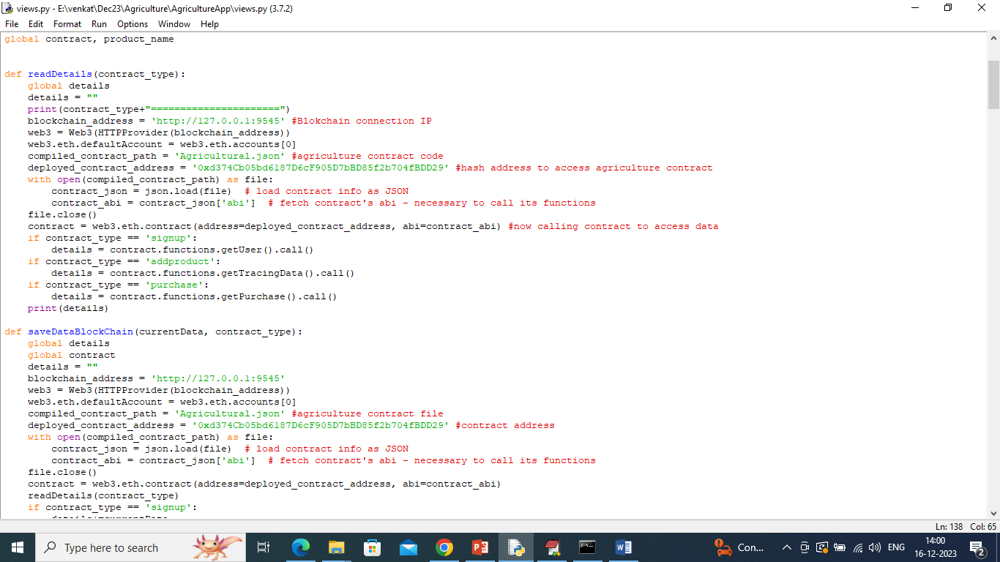 views.py - E:\venkat\Dec23\Agriculture\AgricultureApp\views.py (3.7.2)
File Edit Format Run Options Window Help
global contract, product_name
def readDetails(contract_type):
    global details
    details = ""
    print(contract_type+"======================")
    blockchain_address = 'http://127.0.0.1:9545' #Blokchain connection IP
    web3 = Web3(HTTPProvider(blockchain_address))
    web3.eth.defaultAccount = web3.eth.accounts[0]
    compiled_contract_path = 'Agricultural.json' #agriculture contract code
    deployed_contract_address = '0xd374Cb05bd6187D6cF905D7bBD85f2b704fBDD29' #hash address to access agriculture contract
    with open(compiled_contract_path) as file:
        contract_json = json.load(file)  # load contract info as JSON
        contract_abi = contract_json['abi']  # fetch contract's abi - necessary to call its functions
    file.close()
    contract = web3.eth.contract(address=deployed_contract_address, abi=contract_abi) #now calling contract to access data
    if contract_type == 'signup':
        details = contract.functions.getUser().call()
    if contract_type == 'addproduct':
        details = contract.functions.getTracingData().call()
    if contract_type == 'purchase':
        details = contract.functions.getPurchase().call()
    print(details)
def saveDataBlockChain(currentData, contract_type):
    global details
    global contract
    details = ""
    blockchain_address = 'http://127.0.0.1:9545'
    web3 = Web3(HTTPProvider(blockchain_address))
    web3.eth.defaultAccount = web3.eth.accounts[0]
    compiled_contract_path = 'Agricultural.json' #agriculture contract file
    deployed_contract_address = '0xd374Cb05bd6187D6cF905D7bBD85f2b704fBDD29' #contract address
    with open(compiled_contract_path) as file:
        contract_json = json.load(file)  # load contract info as JSON
        contract_abi = contract_json['abi']  # fetch contract's abi - necessary to call its functions
    file.close()
    contract = web3.eth.contract(address=deployed_contract_address, abi=contract_abi)
    readDetails(contract_type)
    if contract_type == 'signup':
Ln: 138 Col: 65
Type here to search
Con...
ENG
14:00
16-12-2023
2